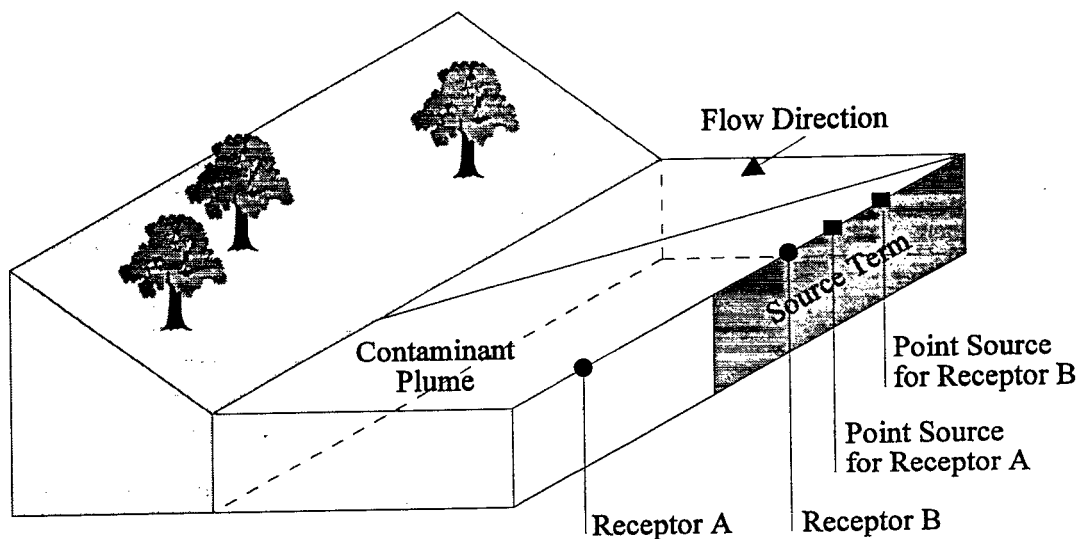 Flow Direction
Source Term
Contaminant
Plume
Point Source
for Receptor B
Point Source
for Receptor A
Receptor A
Receptor B